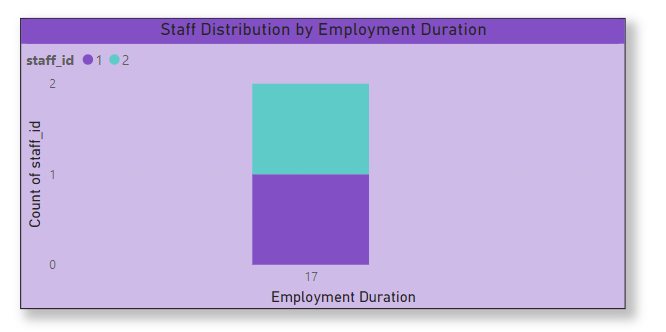 Staff Distribution by Employment Duration
staff_id 1 2
2
Count of staff_id
1
0
17
Employment Duration